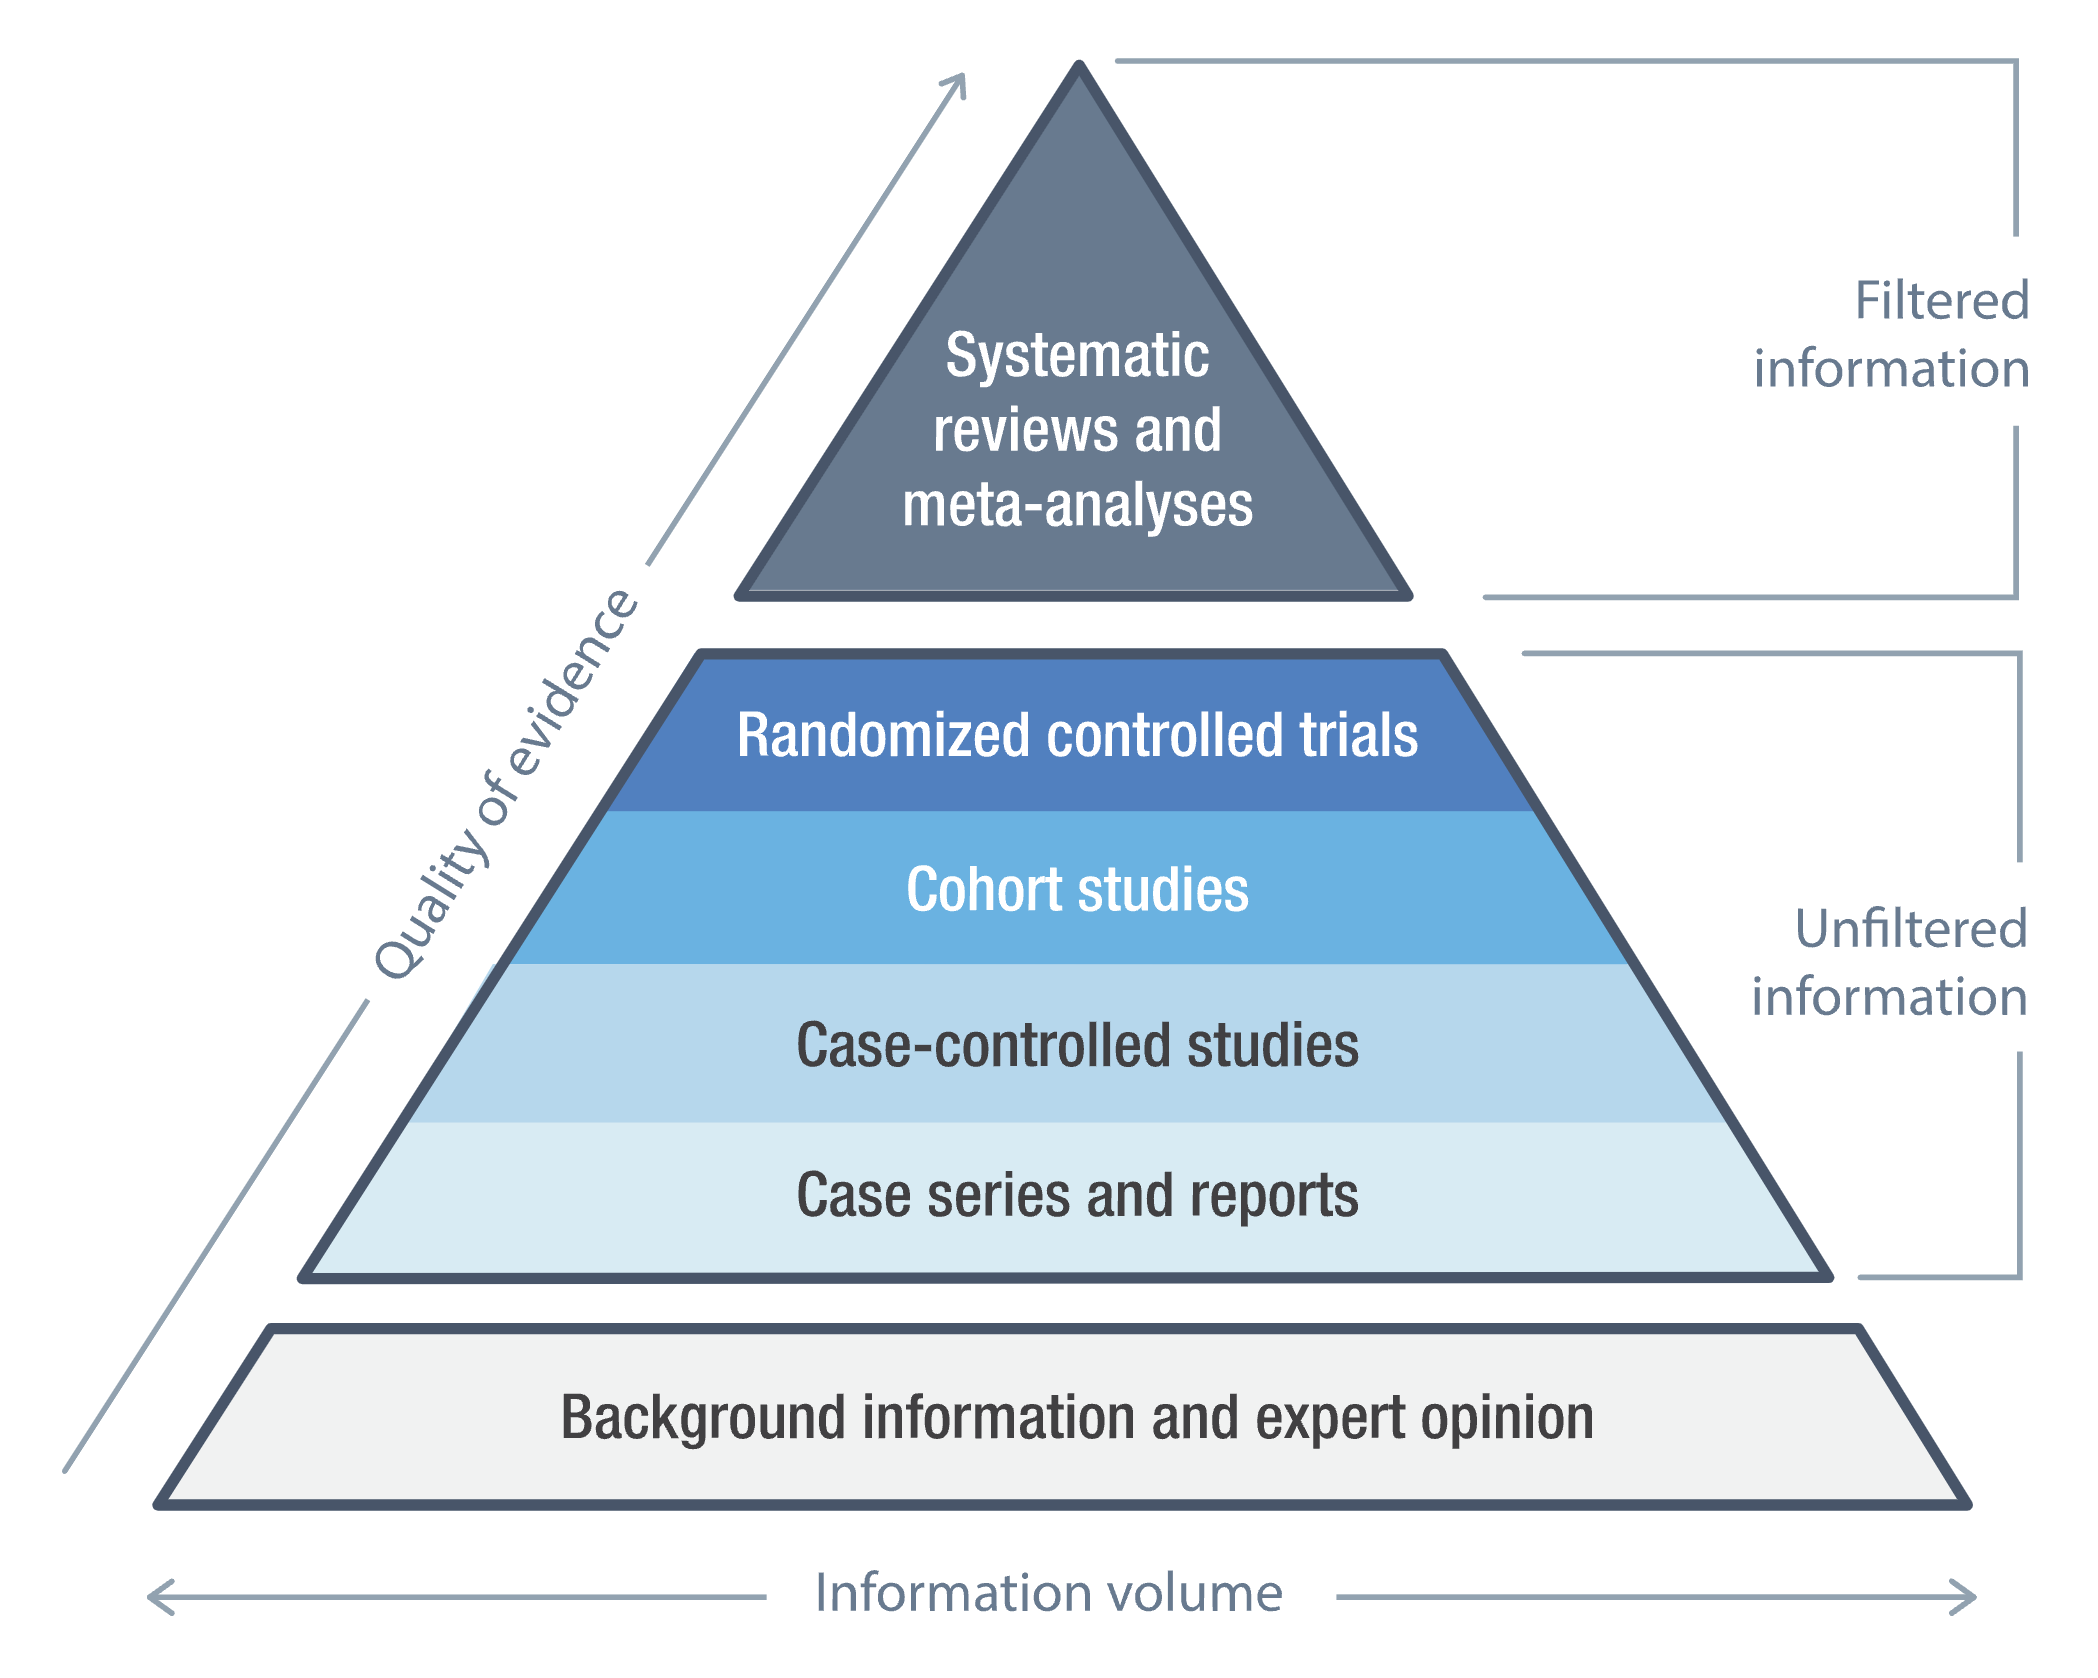 Systematic
reviews and
meta-analyses
Filtered
information
Quality of evidence
Randomized controlled trials
Cohort studies
Unfiltered
information
Case-controlled studies
Case series and reports
Background information and expert opinion
Information volume